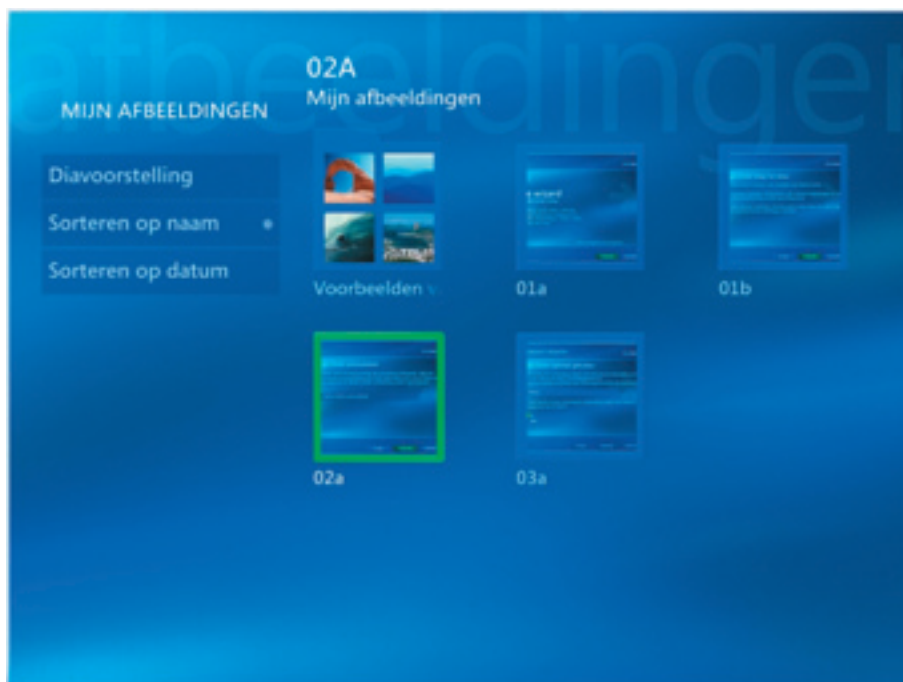 afbeeldingen
02A
Mijn afbeeldingen
MIJN AFBEELDINGEN
Diavoorstelling
Sorteren op naam
Sorteren op datum
Voorbeelden
01a
01b
02a
03a